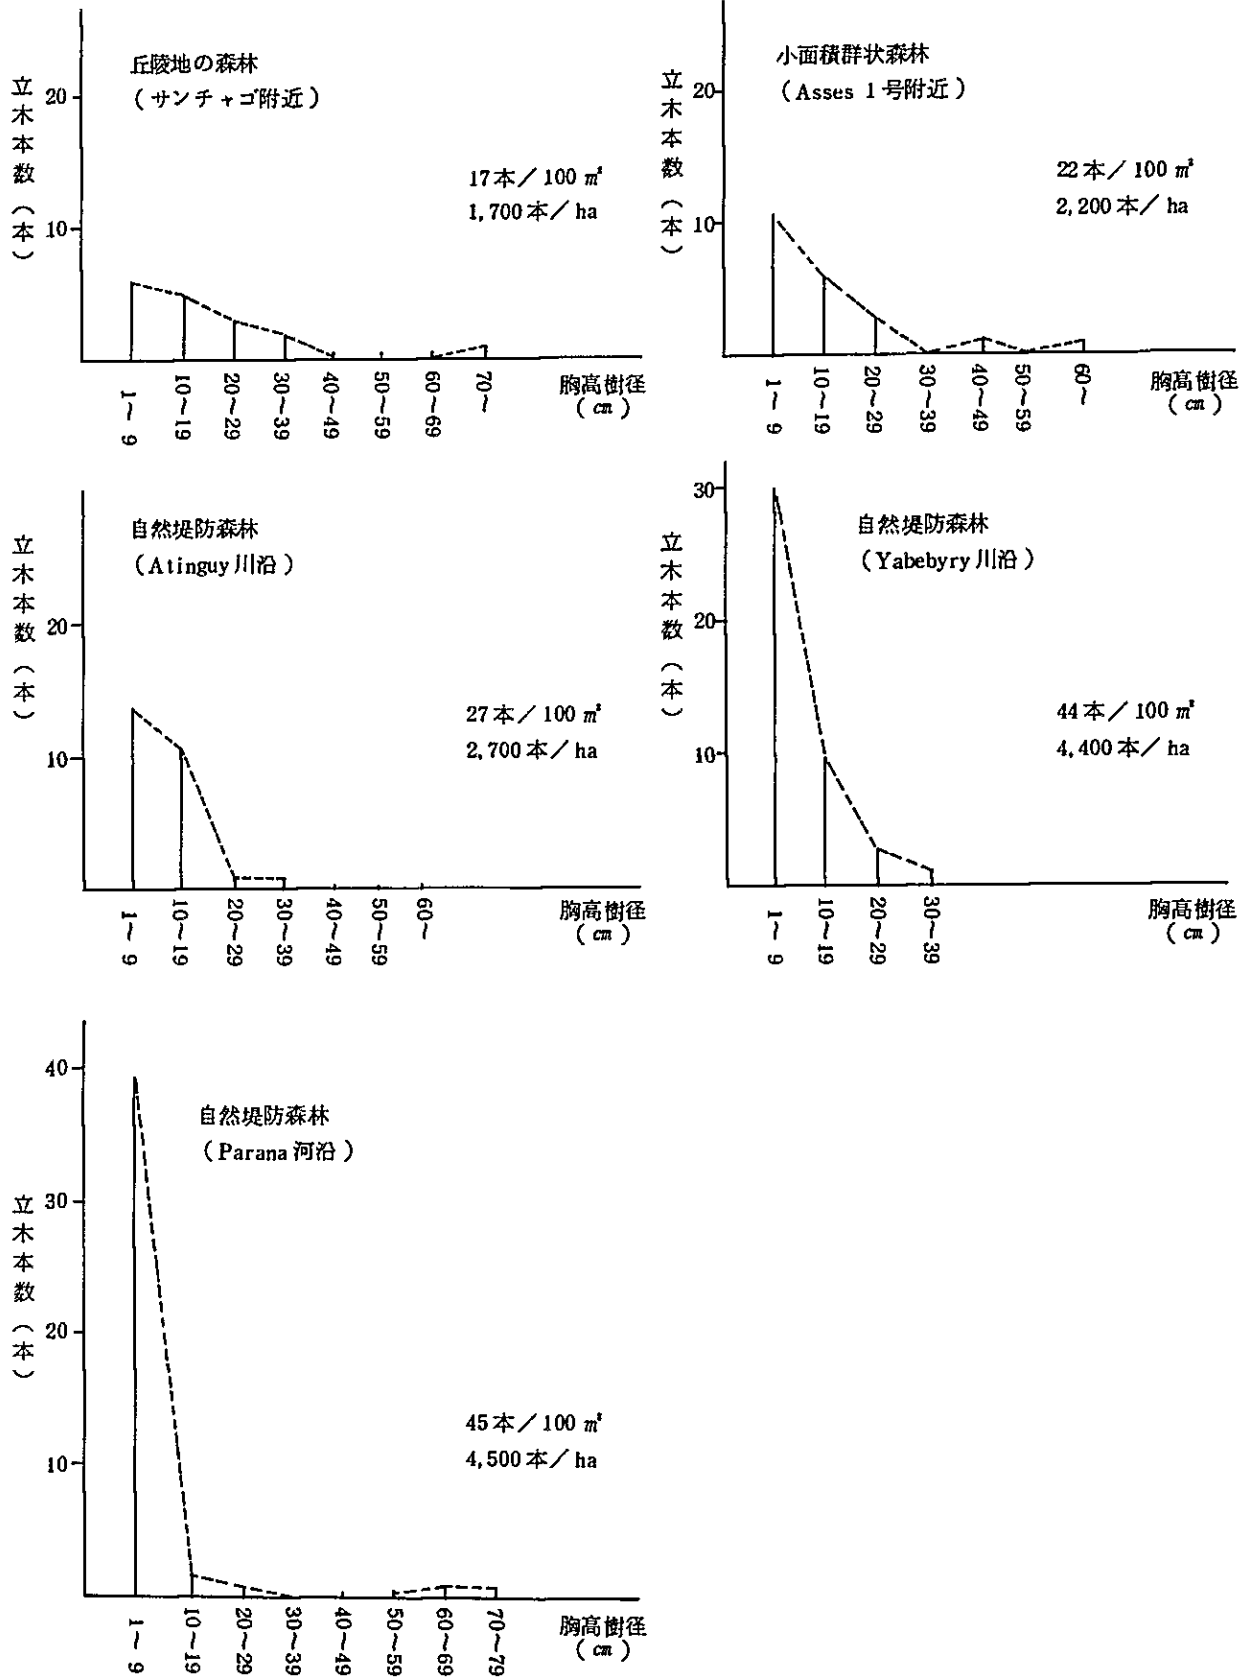 立木本数（本）
20
10
丘陵地の森林
（サンチャゴ附近）
17本／100 m²
1,700本／ha
1～9
10～19
20～29
30～39
40～49
50～59
60～69
70～
胸高樹径
（cm）
立木本数（本）
20
10
小面積群状森林
（Asses 1号附近）
22本／100 m²
2,200本／ha
1～9
10～19
20～29
30～39
40～49
50～59
60～
胸高樹径
（cm）
立木本数（本）
20
10
自然堤防森林
（Atinguy川沿）
27本／100 m²
2,700本／ha
1～9
10～19
20～29
30～39
40～49
50～59
60～
胸高樹径
（cm）
立木本数（本）
30
20
10
自然堤防森林
（Yabebyry川沿）
44本／100 m²
4,400本／ha
1～9
10～19
20～29
30～39
胸高樹径
（cm）
立木本数（本）
40
30
20
10
自然堤防森林
（Parana河沿）
45本／100 m²
4,500本／ha
1～9
10～19
20～29
30～39
40～49
50～59
60～69
70～79
胸高樹径
（cm）